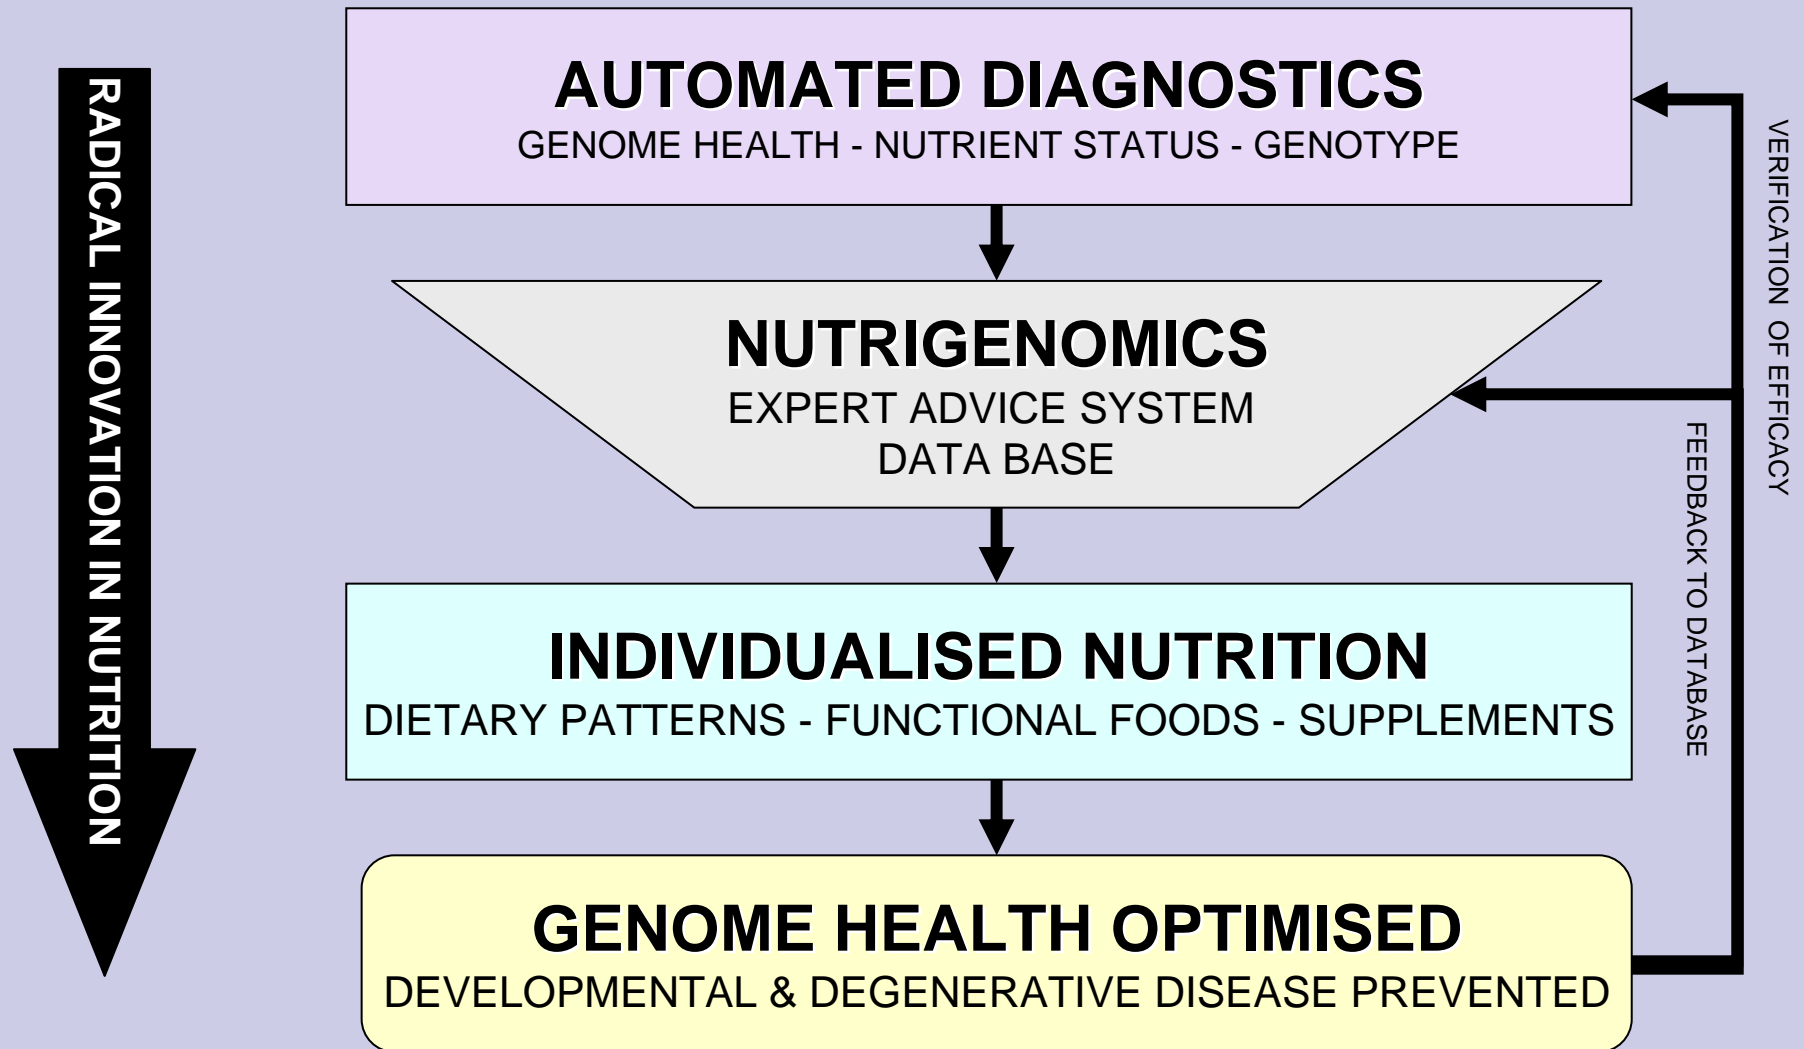 RADICAL INNOVATION IN NUTRITION
AUTOMATED DIAGNOSTICS
GENOME HEALTH - NUTRIENT STATUS - GENOTYPE
NUTRIGENOMICS
EXPERT ADVICE SYSTEM
DATA BASE
INDIVIDUALISED NUTRITION
DIETARY PATTERNS - FUNCTIONAL FOODS - SUPPLEMENTS
GENOME HEALTH OPTIMISED
DEVELOPMENTAL & DEGENERATIVE DISEASE PREVENTED
FEEDBACK TO DATABASE
VERIFICATION OF EFFICACY